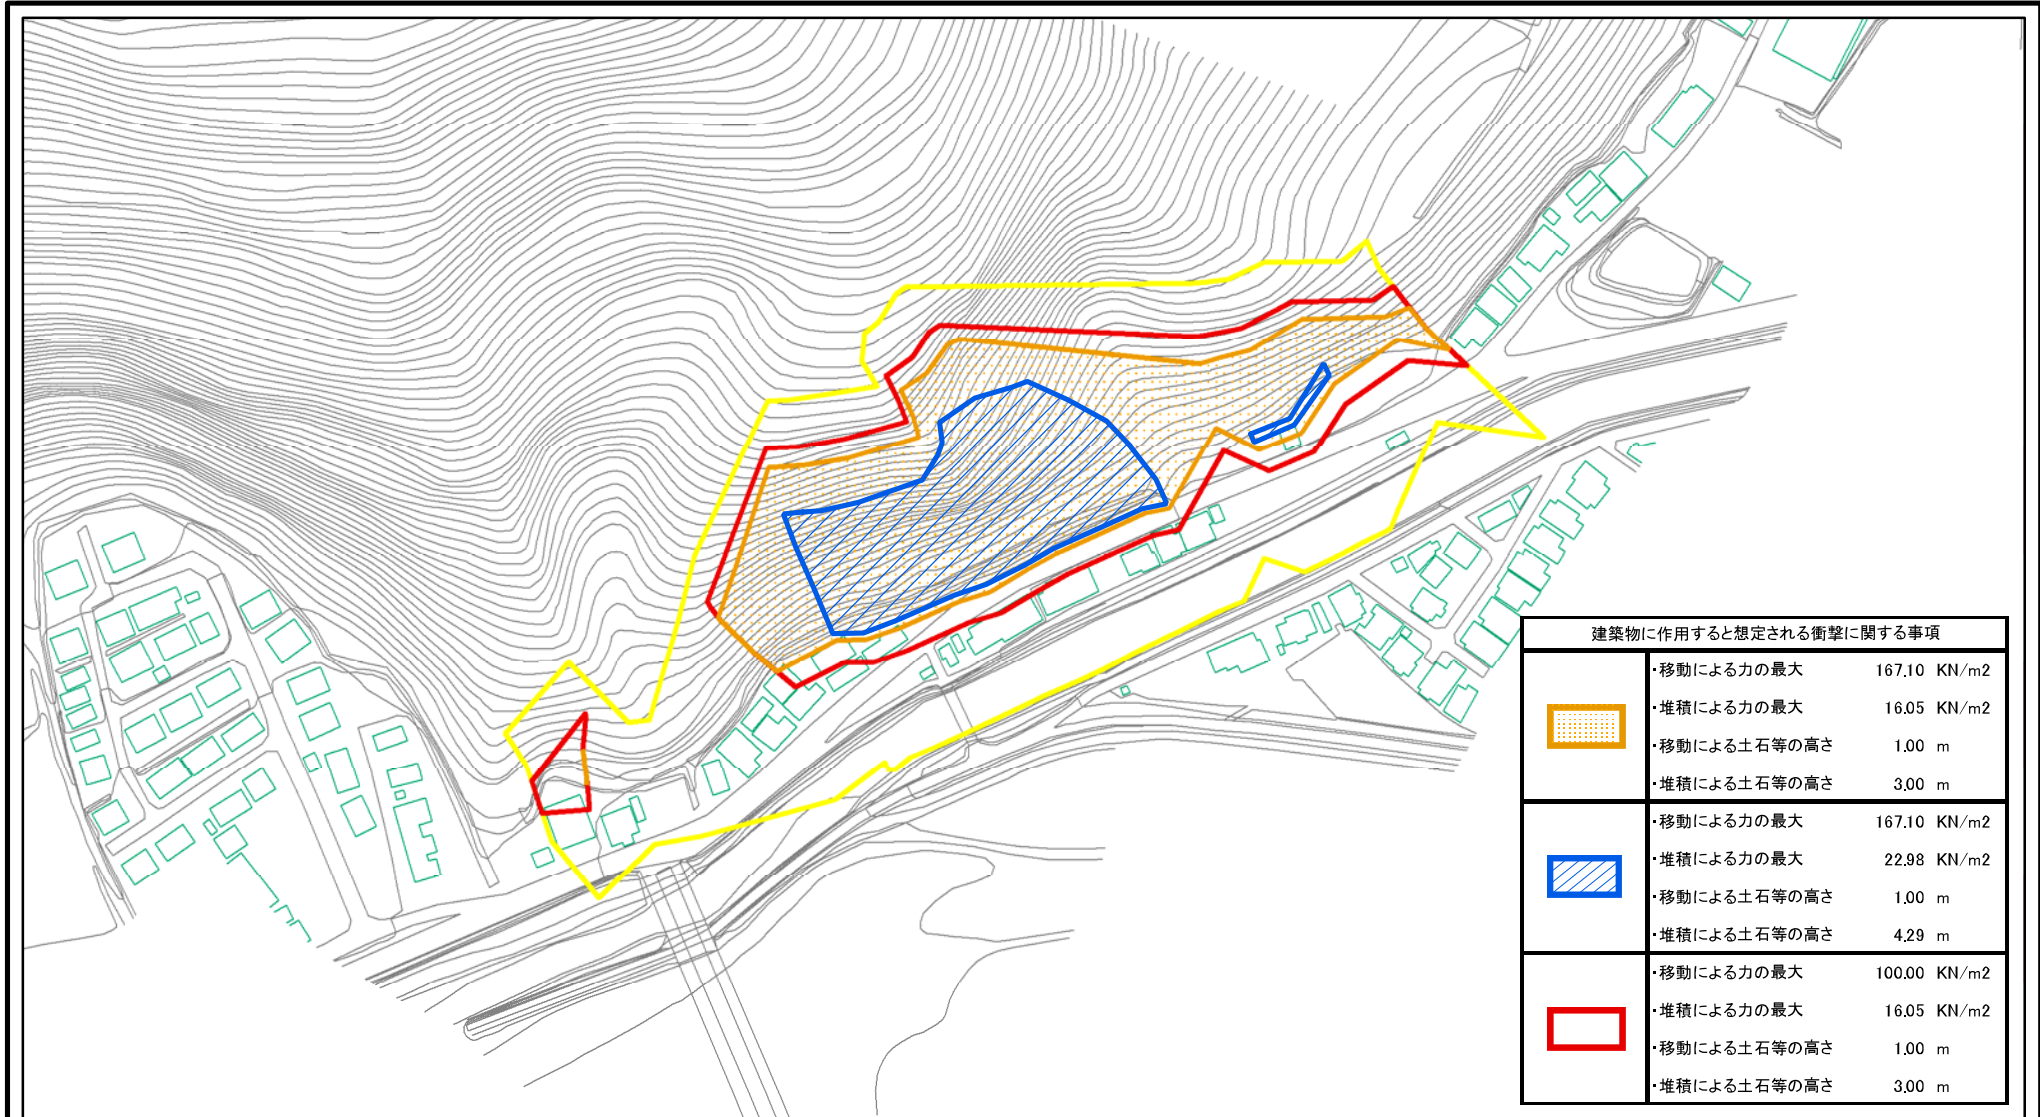 建築物に作用すると想定される衝撃に関する事項
・移動による力の最大 167.10 KN/m2
・堆積による力の最大 16.05 KN/m2
・移動による土石等の高さ 1.00 m
・堆積による土石等の高さ 3.00 m
・移動による力の最大 167.10 KN/m2
・堆積による力の最大 22.98 KN/m2
・移動による土石等の高さ 1.00 m
・堆積による土石等の高さ 4.29 m
・移動による力の最大 100.00 KN/m2
・堆積による力の最大 16.05 KN/m2
・移動による土石等の高さ 1.00 m
・堆積による土石等の高さ 3.00 m